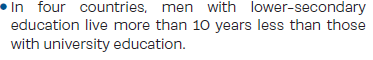 • In four countries, men with lower-secondary
education live more than 10 years less than those
with university education.